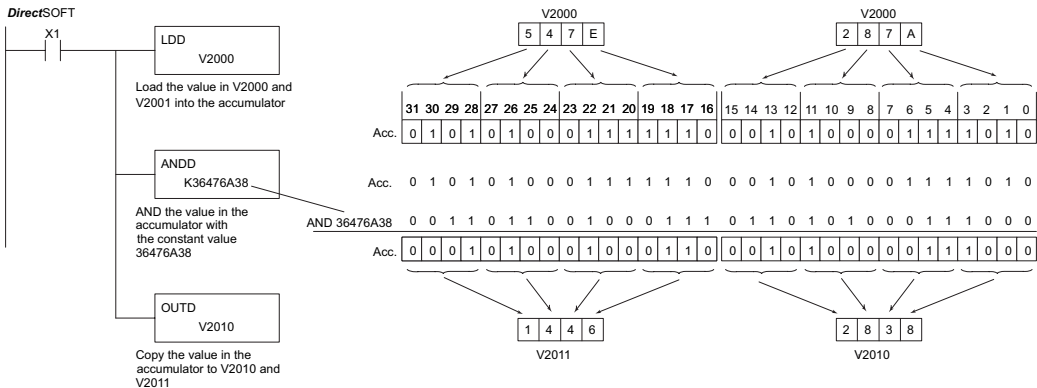 DirectSOFT
X1
LDD
V2000
Load the value in V2000 and
V2001 into the accumulator
ANDD
K36476A38
AND the value in the
accumulator with
the constant value
36476A38
OUTD
V2010
Copy the value in the
accumulator to V2010 and
V2011
V2000
5 4 7 E
V2000
2 8 7 A
31 30 29 28 27 26 25 24 23 22 21 20 19 18 17 16 15 14 13 12 11 10 9 8 7 6 5 4 3 2 1 0
Acc. 0 1 0 1 0 1 0 0 0 1 1 1 1 1 1 0 0 0 1 0 1 0 0 0 0 1 1 1 1 0 1 0
Acc. 0 1 0 1 0 1 0 0 0 1 1 1 1 1 1 0 0 0 1 0 1 0 0 0 0 1 1 1 1 0 1 0
AND 36476A38 0 0 1 1 0 1 1 0 0 1 0 0 0 1 1 1 0 1 1 0 1 0 1 0 0 0 1 1 1 0 0 0
Acc. 0 0 0 1 0 1 0 0 0 1 0 0 0 1 1 0 0 0 1 0 1 0 0 0 0 0 1 1 1 0 0 0
1 4 4 6
V2011
2 8 3 8
V2010